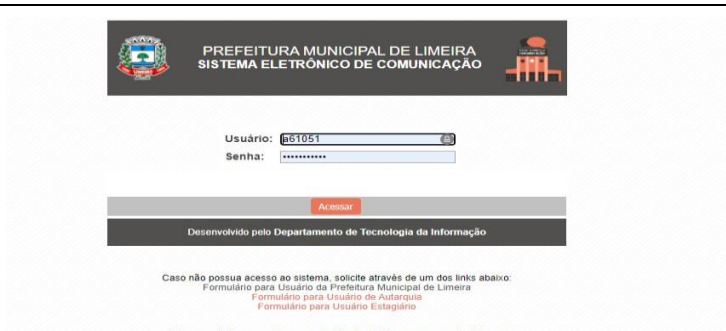 PREFEITURA MUNICIPAL DE LIMEIRA
SISTEMA ELETRÔNICO DE COMUNICAÇÃO
Usuário: a61051
Senha: •••••••••••
Acessar
Desenvolvido pelo Departamento de Tecnologia da Informação
Caso não possua acesso ao sistema, solicite através de um dos links abaixo:
Formulário para Usuário da Prefeitura Municipal de Limeira
Formulário para Usuário de Autarquia
Formulário para Usuário Estagiário